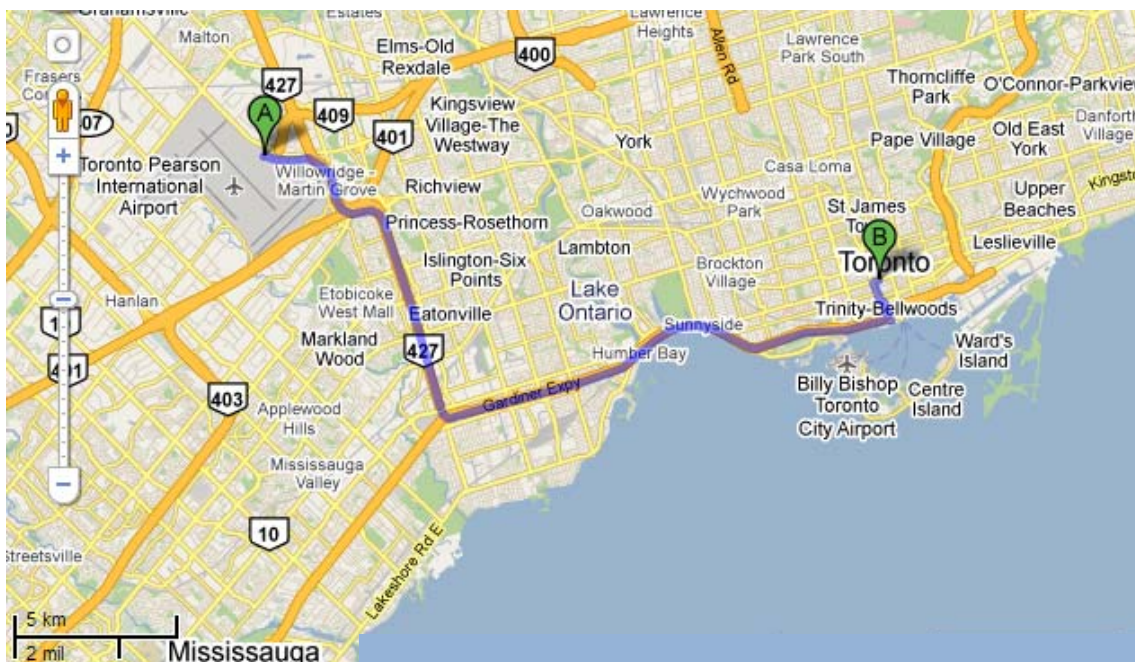 Grahamsville
Malton
Estates
Elms-Old
Rexdale
400
Lawrence
Heights
Allen Rd
Lawrence
Park South
Thorncliffe
Park
O'Connor-Parkview
Frasers
427
409
401
A
07
Kingsview
Village-The
Westway
York
Pape Village
Old East
York
Danforth
Village
Toronto Pearson
International
Airport
Willowridge -
Martin Grove
Richview
Casa Loma
Wychwood
Park
Upper
Beaches
Kingsto
Princess-Rosethorn
Oakwood
St James
B
Leslieville
Islington-Six
Points
Lambton
Brockton
Village
Toronto
Hanlan
Etobicoke
West Mall
Eatonville
Lake
Ontario
Sunnyside
Trinity-Bellwoods
Markland
Wood
427
Humber Bay
Ward's
Island
401
403
Gardiner Expy
Billy Bishop
Toronto
City Airport
Centre
Island
Applewood
Hills
Mississauga
Valley
10
Streetsville
Lakeshore Rd E
5 km
2 mil
Mississauga